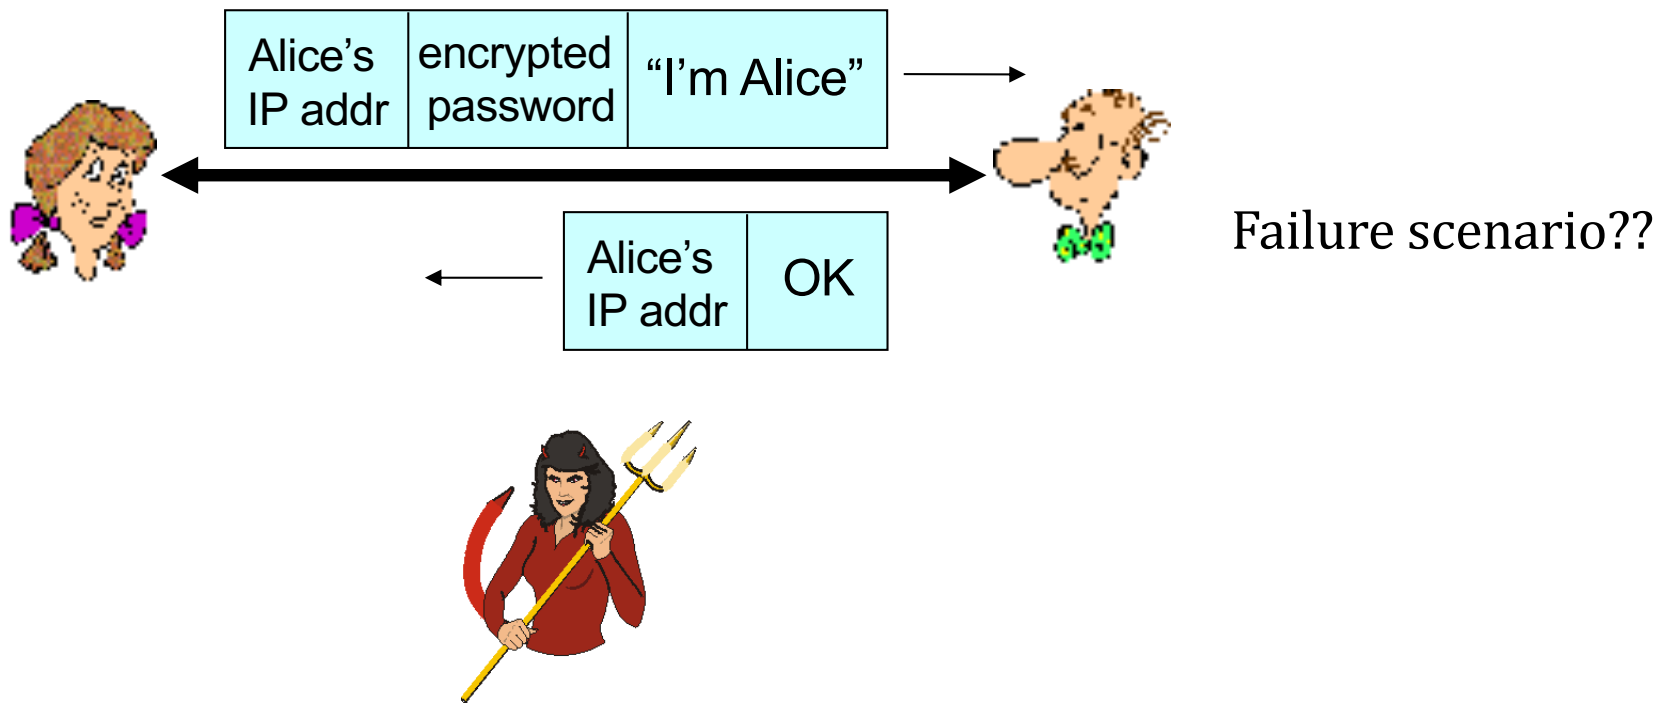 Alice’s
IP addr
encrypted
password
“I’m Alice”
Alice’s
IP addr
OK
Failure scenario??